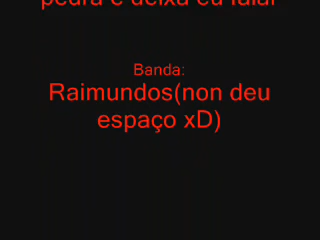 pedra e deixa eu falar
Banda:
Raimundos(non deu
espaço xD)